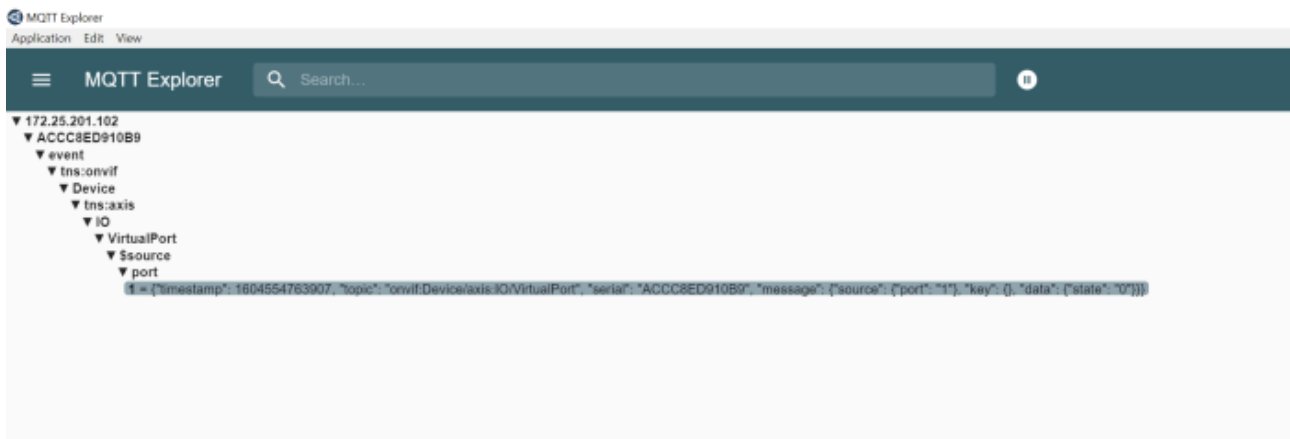 MQTT Explorer
Application Edit View
MQTT Explorer Search...
▼ 172.25.201.102
▼ ACCC8ED910B9
▼ event
▼ tns:onvif
▼ Device
▼ tns:axis
▼ IO
▼ VirtualPort
▼ $source
▼ port
1 = {"timestamp": 1604554763907, "topic": "onvif:Device/axis:IO/VirtualPort", "serial": "ACCC8ED910B9", "message": {"source": {"port": "1"}, "key": {}, "data": {"state": "0"}}}